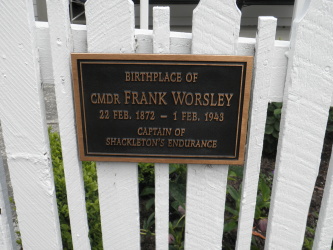 BIRTHPLACE OF
CMDR FRANK WORSLEY
22 FEB. 1872 – 1 FEB. 1943
CAPTAIN OF
SHACKLETON'S ENDURANCE